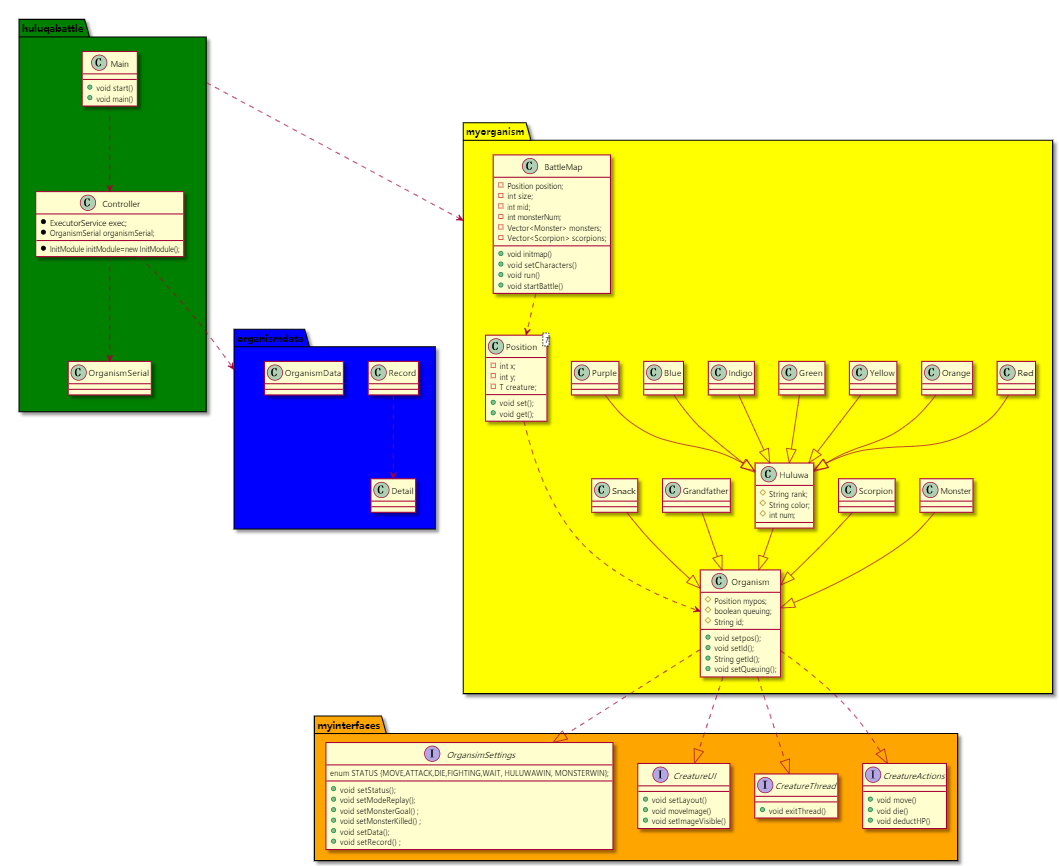 huluqabattle
C Main
void start()
void main()
C Controller
ExecutorService exec;
OrganismSerial organismSerial;
InitModule initModule=new InitModule();
C OrganismSerial
C OrganismData
C Record
C Detail
myorganism
C BattleMap
Position position;
int size;
int mid;
int monsterNum;
Vector<Monster> monsters;
Vector<Scorpion> scorpions;
void initmap()
void setCharacters()
void run()
void startBattle()
C Position
int x;
int y;
T creature;
void set();
void get();
C Purple
C Blue
C Indigo
C Green
C Yellow
C Orange
C Red
C Snack
C Grandfather
C Huluwa
String rank;
String color;
int num;
C Scorpion
C Monster
C Organism
Position mypos;
boolean queuing;
String id;
void setpos();
void setId();
String getId();
void setQueuing();
myinterfaces
I OrgansimSettings
enum STATUS {MOVE,ATTACK,DIE,FIGHTING,WAIT, HULUWAWIN, MONSTERWIN};
void setStatus();
void setModeReplay();
void setMonsterGoal() ;
void setMonsterKilled() ;
void setData();
void setRecord() ;
I CreatureUI
void setLayout()
void moveImage()
void setImageVisible()
I CreatureThread
void exitThread()
I CreatureActions
void move()
void die()
void deductHP()